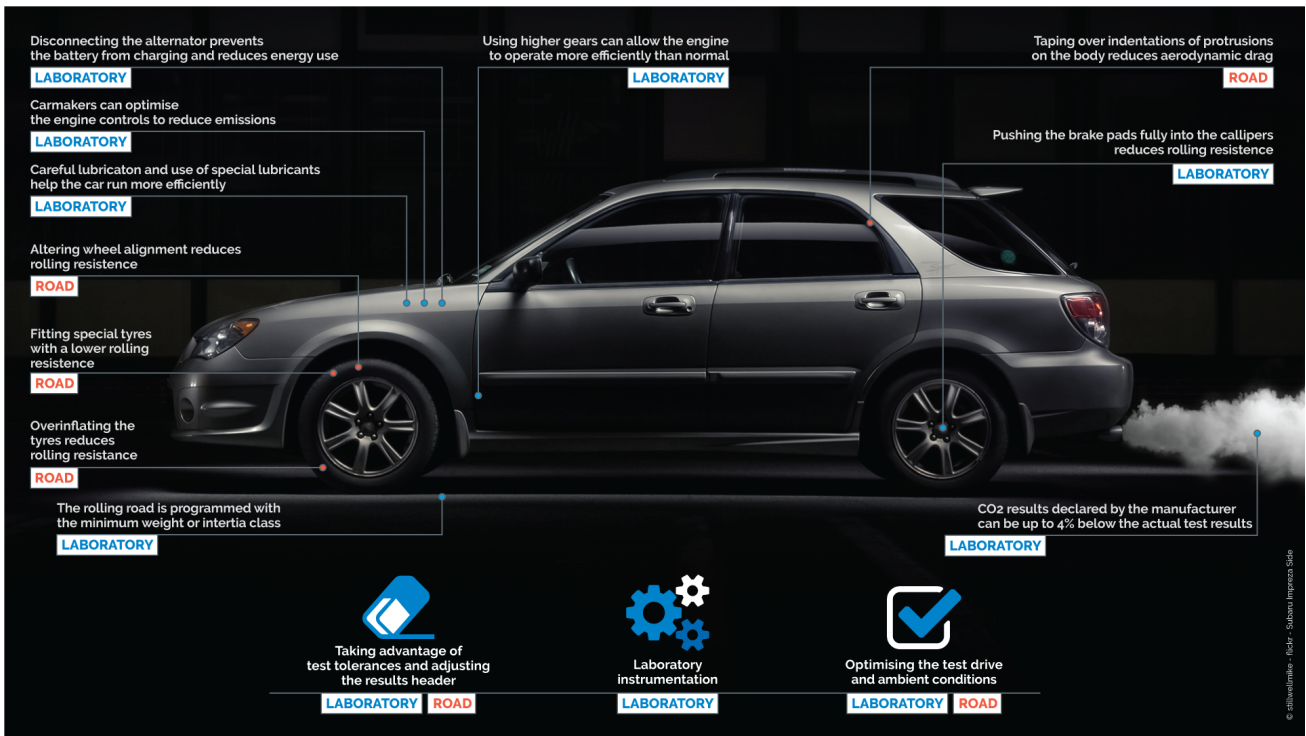 Disconnecting the alternator prevents
the battery from charging and reduces energy use
LABORATORY
Carmakers can optimise
the engine controls to reduce emissions
LABORATORY
Careful lubricaton and use of special lubricants
help the car run more efficiently
LABORATORY
Altering wheel alignment reduces
rolling resistence
ROAD
Fitting special tyres
with a lower rolling
resistence
ROAD
Overinflating the
tyres reduces
rolling resistance
ROAD
The rolling road is programmed with
the minimum weight or intertia class
LABORATORY
Using higher gears can allow the engine
to operate more efficiently than normal
LABORATORY
Taping over indentations of protrusions
on the body reduces aerodynamic drag
ROAD
Pushing the brake pads fully into the callipers
reduces rolling resistence
LABORATORY
CO2 results declared by the manufacturer
can be up to 4% below the actual test results
LABORATORY
Taking advantage of
test tolerances and adjusting
the results header
LABORATORY ROAD
Laboratory
instrumentation
LABORATORY
Optimising the test drive
and ambient conditions
LABORATORY ROAD
© stillwellmike - flickr - Subaru Impreza Side